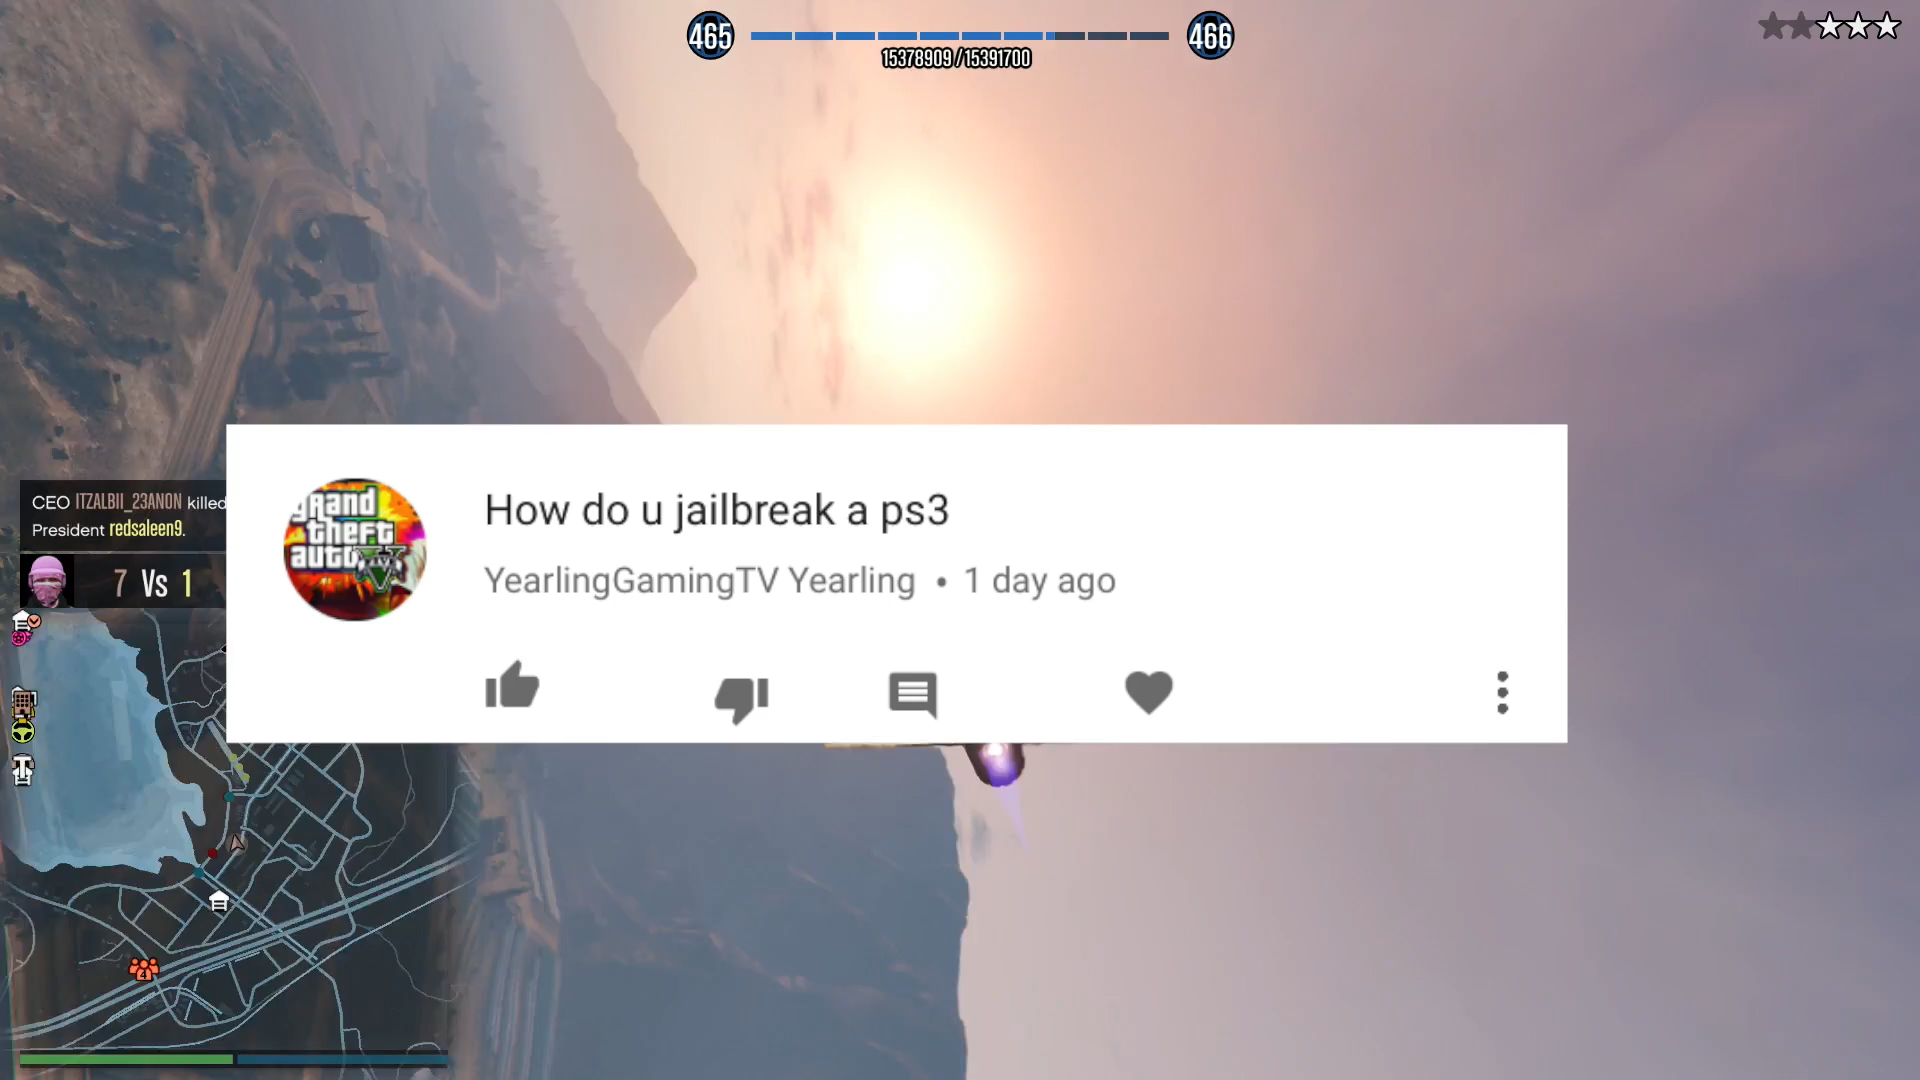 465
466
15378909/15391700
CEO ITZALBII_23ANON killed
President redsaleen9.
7 Vs 1
grand
theft
auto
V
How do u jailbreak a ps3
YearlingGamingTV Yearling • 1 day ago
4